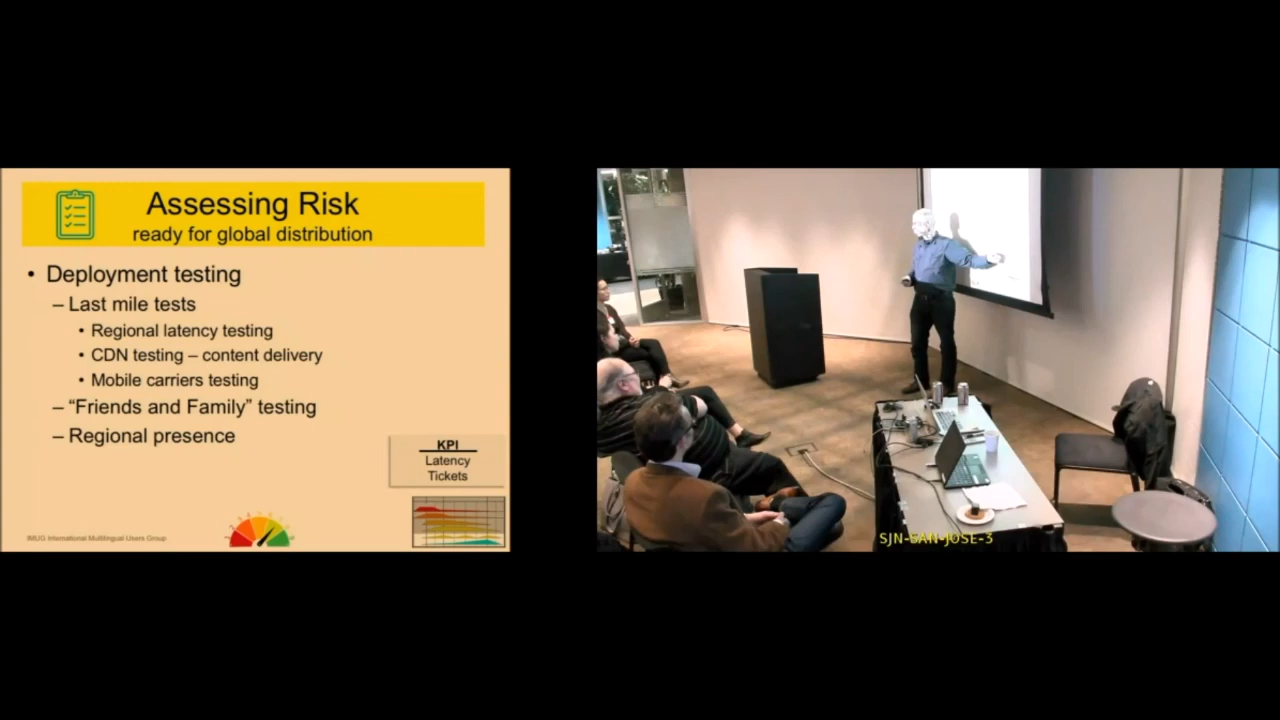 Assessing Risk
ready for global distribution
• Deployment testing
– Last mile tests
• Regional latency testing
• CDN testing – content delivery
• Mobile carriers testing
– “Friends and Family” testing
– Regional presence
KPI
Latency
Tickets
IMUG International Multilingual Users Group
SJN-SAN-JOSE-3